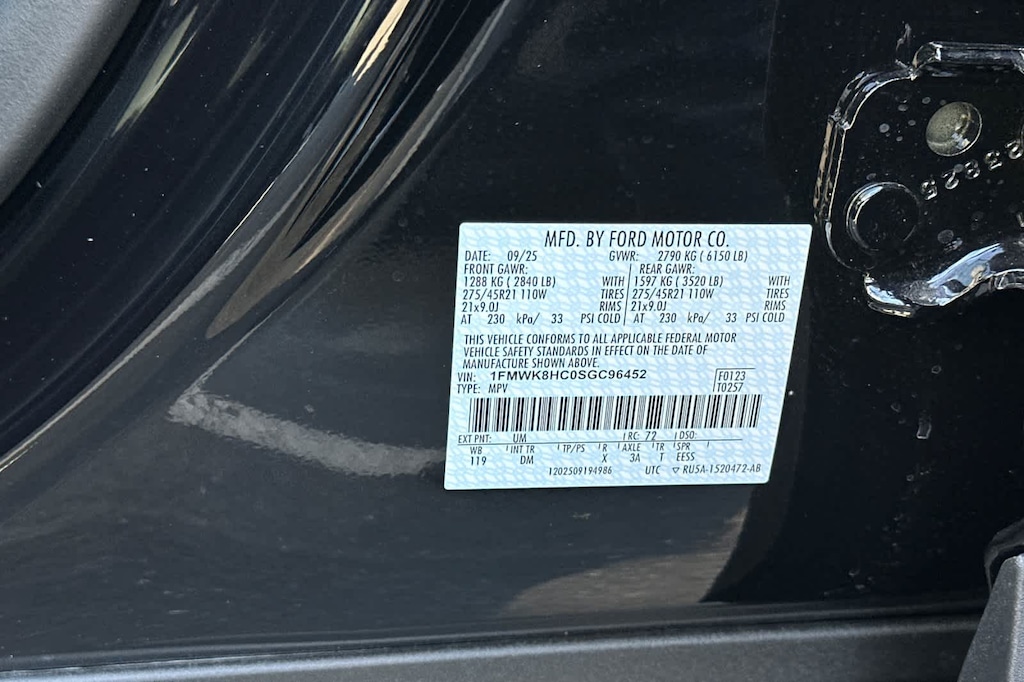 MFD. BY FORD MOTOR CO.
DATE: 09/25 GVWR: 2790 KG ( 6150 LB)
FRONT GAWR: REAR GAWR:
1288 KG ( 2840 LB) WITH 1597 KG ( 3520 LB) WITH
275/45R21 110W TIRES 275/45R21 110W TIRES
21x9.0J RIMS 21x9.0J RIMS
AT 230 kPa/ 33 PSI COLD AT 230 kPa/ 33 PSI COLD
THIS VEHICLE CONFORMS TO ALL APPLICABLE FEDERAL MOTOR
VEHICLE SAFETY STANDARDS IN EFFECT ON THE DATE OF
MANUFACTURE SHOWN ABOVE.
VIN: 1FMWK8HC0SGC96452 F0123
TYPE: MPV T0257
EXT PNT: UM RC: 72 DSO:
WB INT TR TP/PS R AXLE TR SPR
119 DM X 3A T EESS
1202509194986 UTC ▽ RU5A-1520472-AB